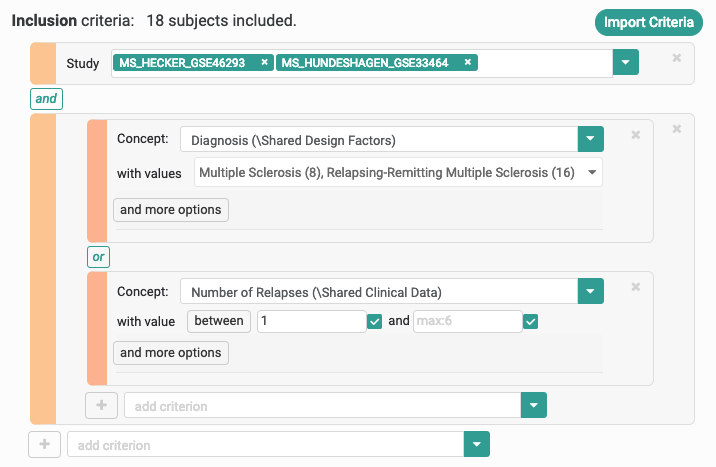 Inclusion criteria: 18 subjects included.
Import Criteria
Study MS_HECKER_GSE46293 × MS_HUNDESHAGEN_GSE33464 × ×
and
Concept: Diagnosis (\Shared Design Factors) × ×
with values Multiple Sclerosis (8), Relapsing-Remitting Multiple Sclerosis (16)
and more options
or
Concept: Number of Relapses (\Shared Clinical Data) ×
with value between 1 and max:6
and more options
+ add criterion
+ add criterion